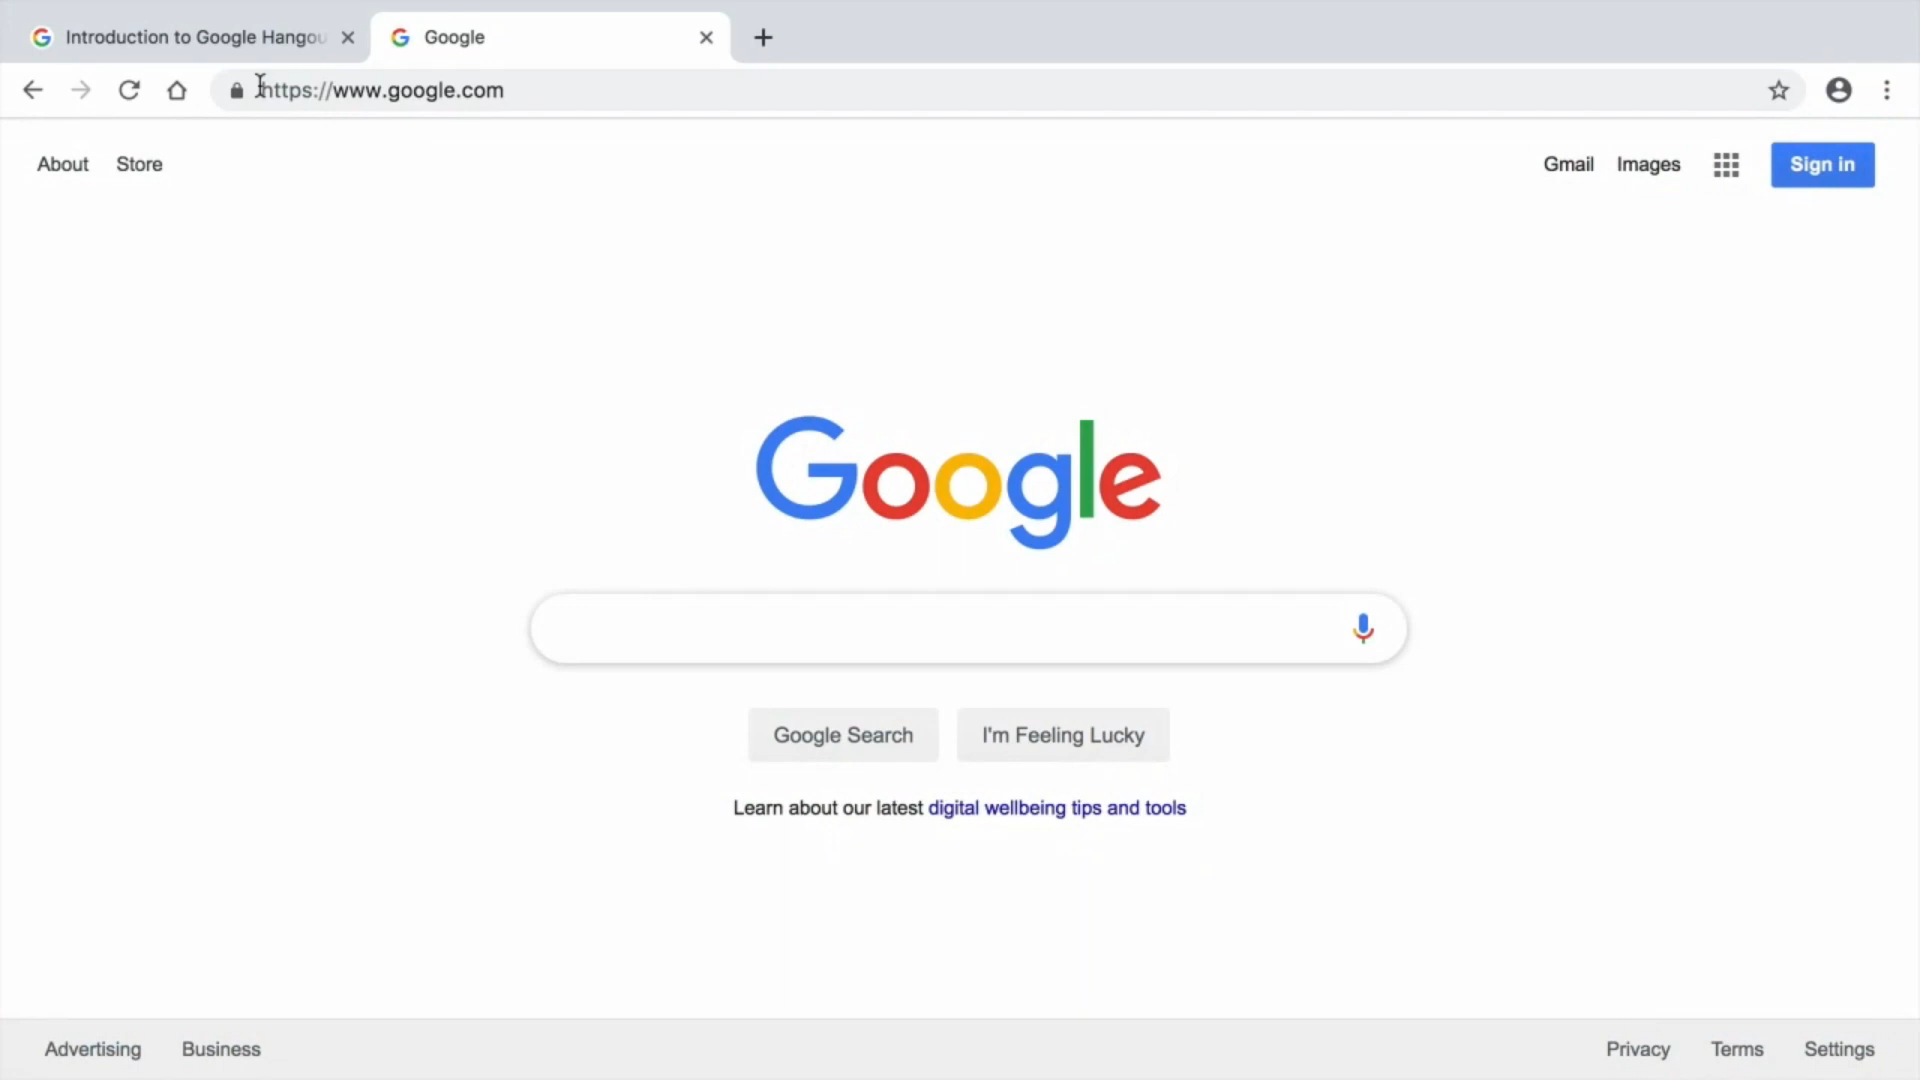 Introduction to Google Hangou
Google
https://www.google.com
About Store
Gmail Images Sign in
Google
Google Search
I'm Feeling Lucky
Learn about our latest digital wellbeing tips and tools
Advertising Business
Privacy Terms Settings